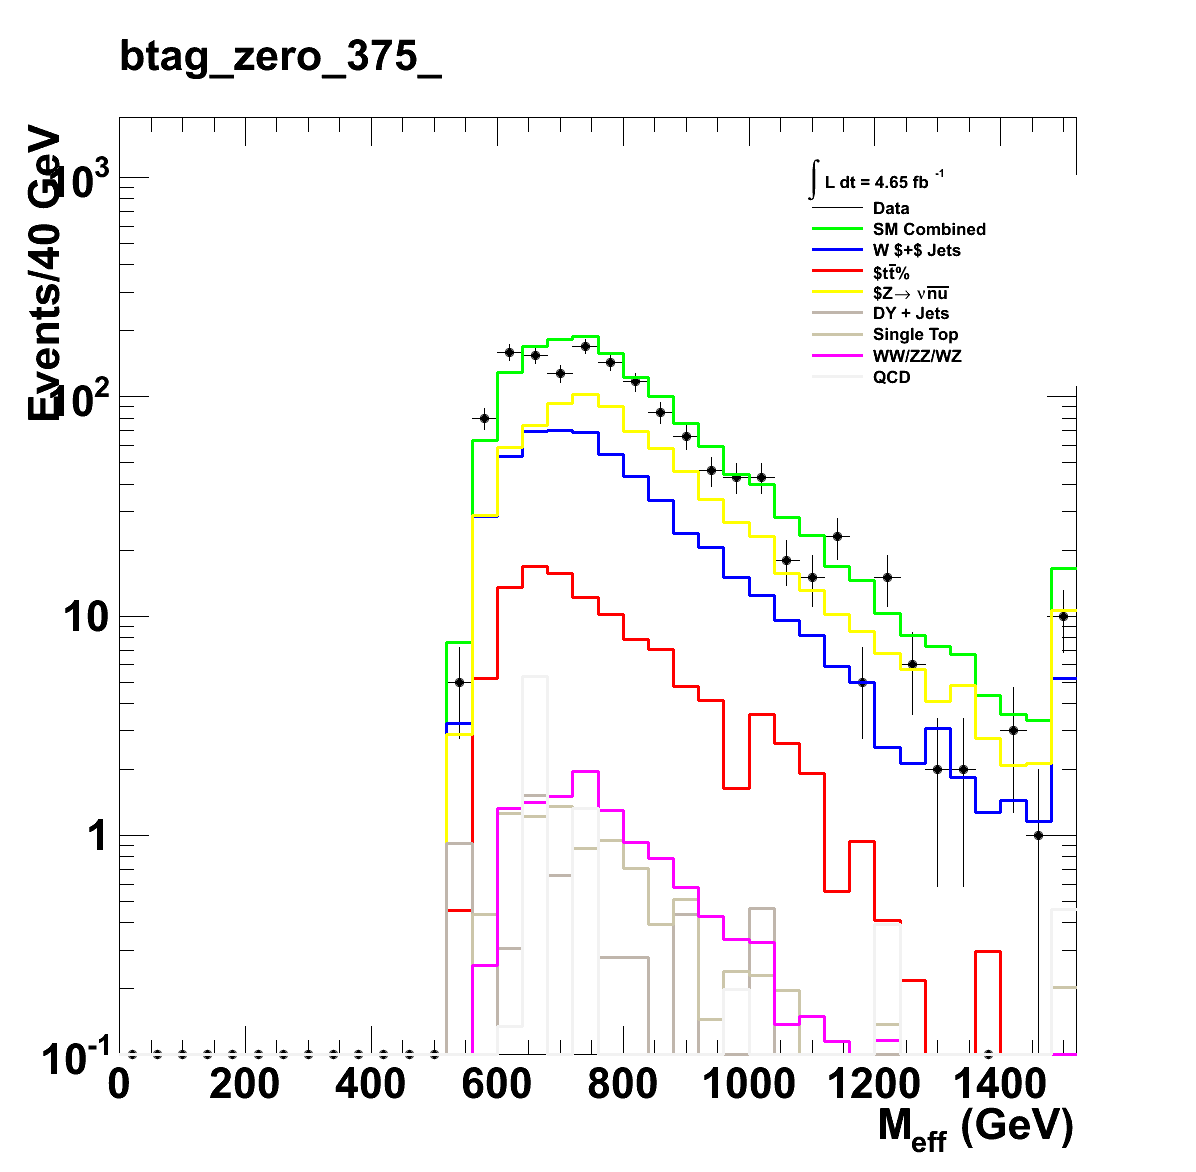 btag_zero_375_
Events/40 GeV
10³
10²
10
1
10⁻¹
∫ L dt = 4.65 fb ⁻¹
Data
SM Combined
W $+$ Jets
$tt̅%
$Z→ ν n̅u̅
DY + Jets
Single Top
WW/ZZ/WZ
QCD
0 200 400 600 800 1000 1200 1400
M_eff (GeV)